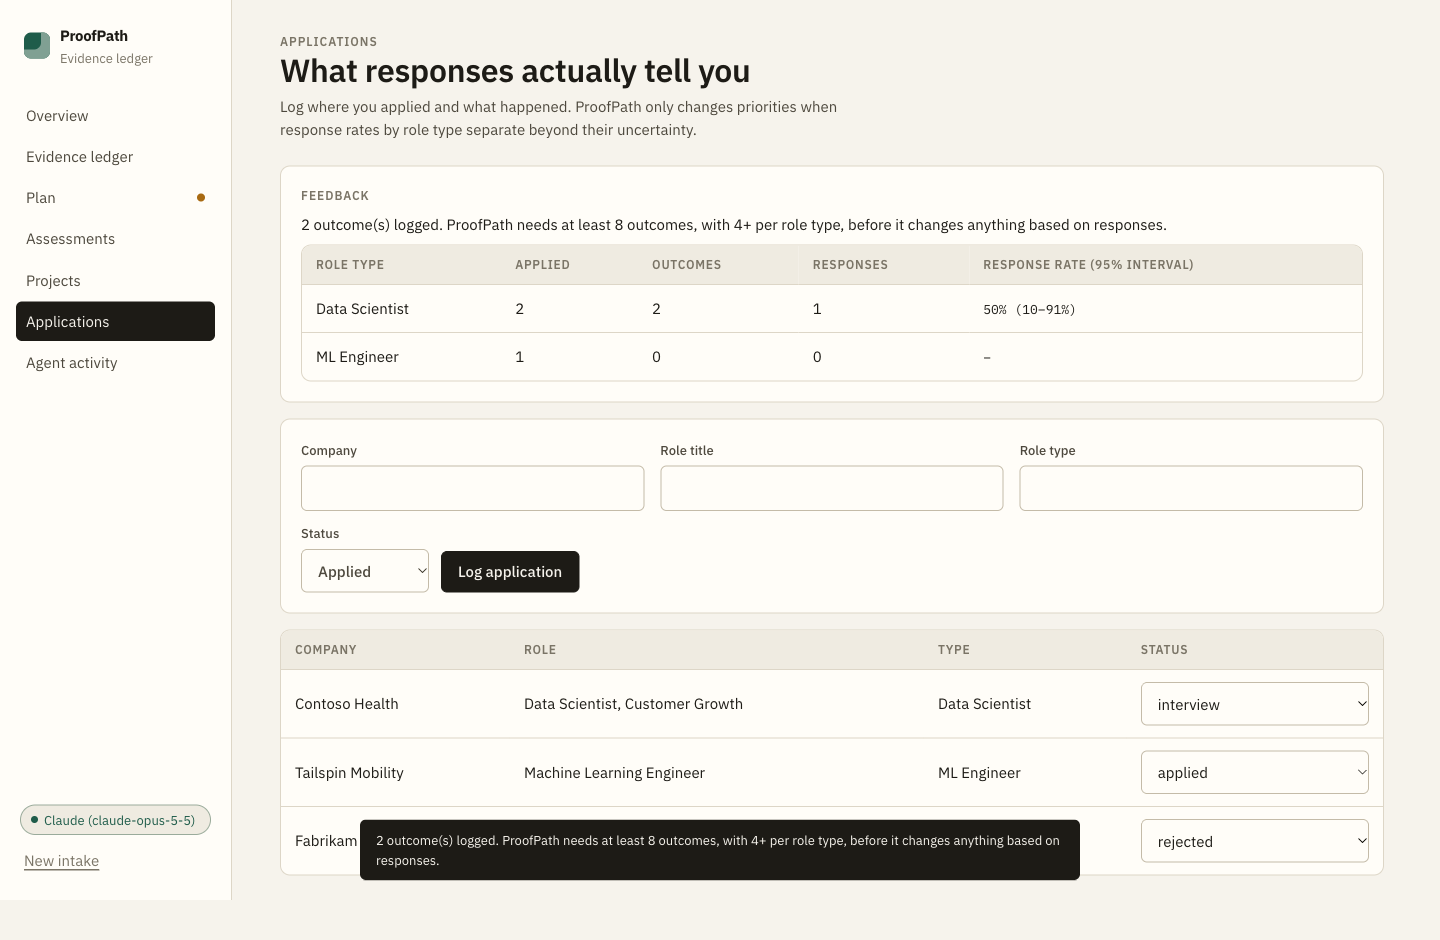 ProofPath
Evidence ledger
Overview
Evidence ledger
Plan
Assessments
Projects
Applications
Agent activity
Claude (claude-opus-5-5)
New intake
APPLICATIONS
What responses actually tell you
Log where you applied and what happened. ProofPath only changes priorities when
response rates by role type separate beyond their uncertainty.
FEEDBACK
2 outcome(s) logged. ProofPath needs at least 8 outcomes, with 4+ per role type, before it changes anything based on responses.
ROLE TYPE APPLIED OUTCOMES RESPONSES RESPONSE RATE (95% INTERVAL)
Data Scientist 2 2 1 50% (10–91%)
ML Engineer 1 0 0 –
Company Role title Role type
Status
Applied Log application
COMPANY ROLE TYPE STATUS
Contoso Health Data Scientist, Customer Growth Data Scientist interview
Tailspin Mobility Machine Learning Engineer ML Engineer applied
Fabrikam rejected
2 outcome(s) logged. ProofPath needs at least 8 outcomes, with 4+ per role type, before it changes anything based on
responses.